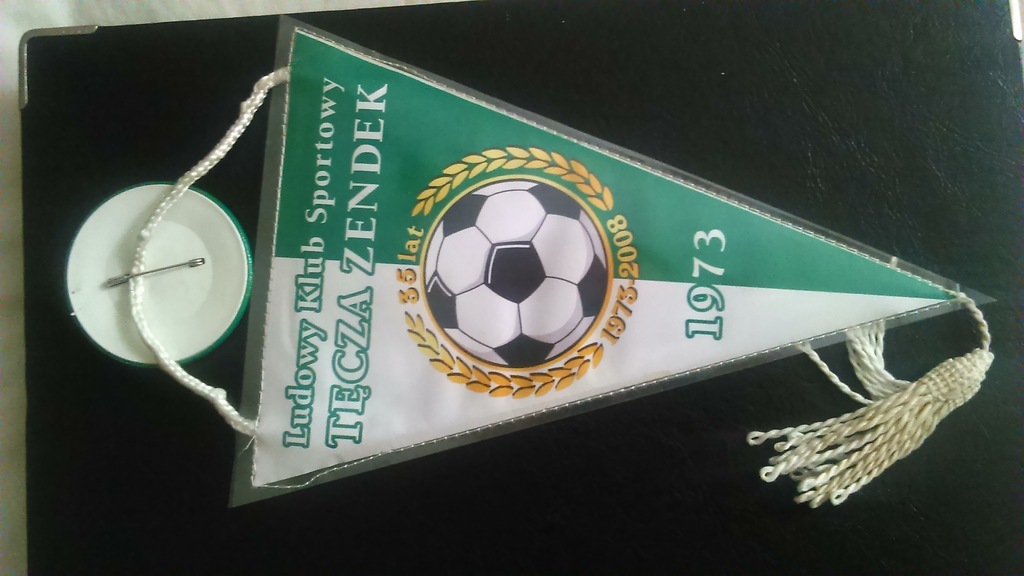 Ludowy Klub Sportowy
TĘCZA ZENDEK
35 lat
1973-2008
1973